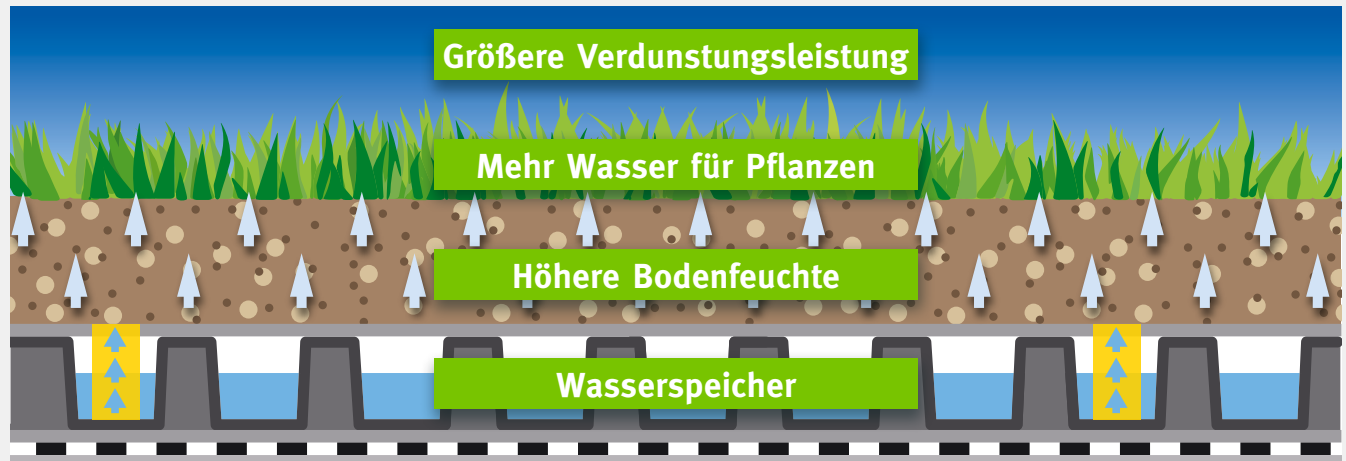 Größere Verdunstungsleistung
Mehr Wasser für Pflanzen
Höhere Bodenfeuchte
Wasserspeicher